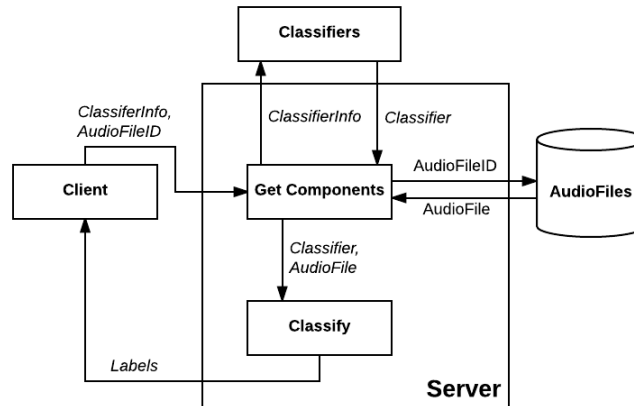 Classifiers
ClassiferInfo,
AudioFileID
ClassifierInfo
Classifier
AudioFileID
Client
Get Components
AudioFiles
AudioFile
Classifier,
AudioFile
Classify
Labels
Server